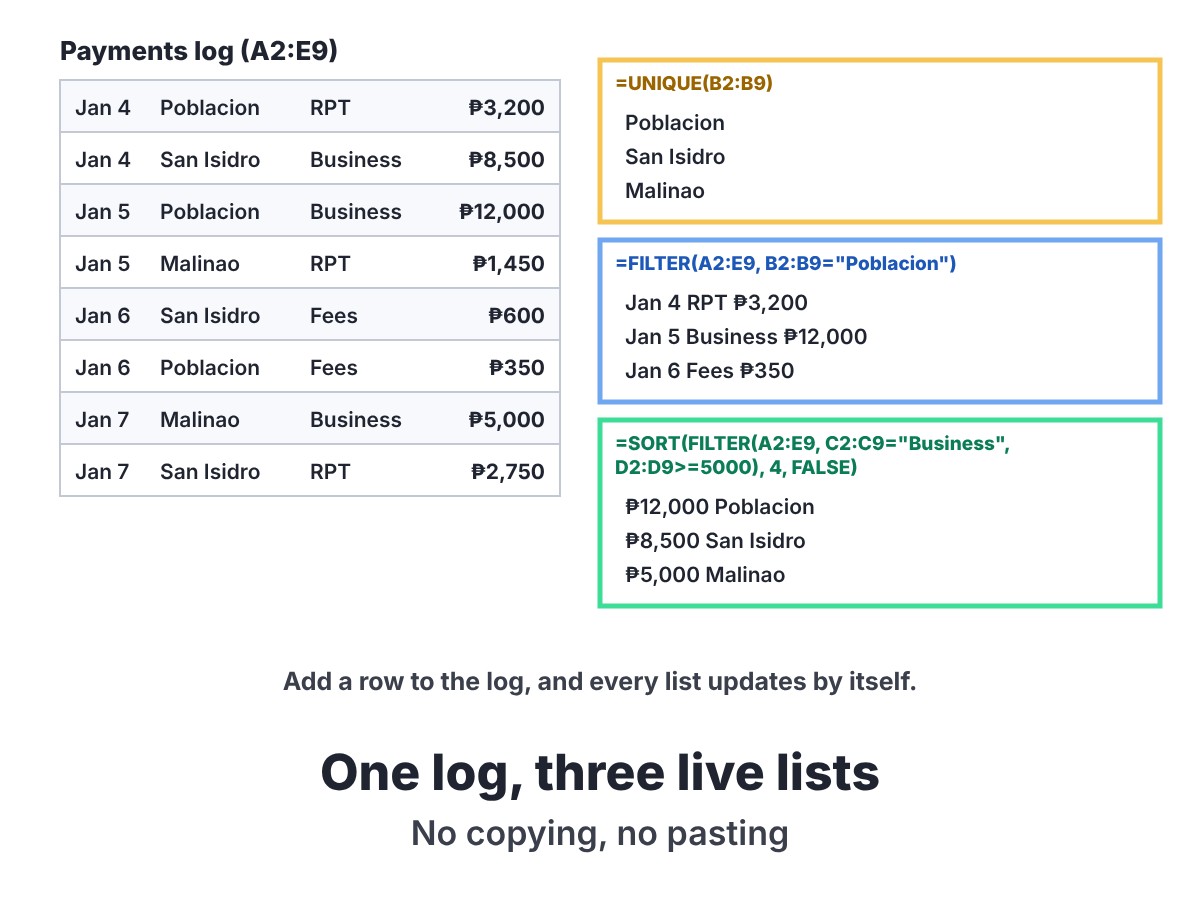 Payments log (A2:E9)
Jan 4 Poblacion RPT ₱3,200
Jan 4 San Isidro Business ₱8,500
Jan 5 Poblacion Business ₱12,000
Jan 5 Malinao RPT ₱1,450
Jan 6 San Isidro Fees ₱600
Jan 6 Poblacion Fees ₱350
Jan 7 Malinao Business ₱5,000
Jan 7 San Isidro RPT ₱2,750
=UNIQUE(B2:B9)
Poblacion
San Isidro
Malinao
=FILTER(A2:E9, B2:B9="Poblacion")
Jan 4 RPT ₱3,200
Jan 5 Business ₱12,000
Jan 6 Fees ₱350
=SORT(FILTER(A2:E9, C2:C9="Business",
D2:D9>=5000), 4, FALSE)
₱12,000 Poblacion
₱8,500 San Isidro
₱5,000 Malinao
Add a row to the log, and every list updates by itself.
One log, three live lists
No copying, no pasting